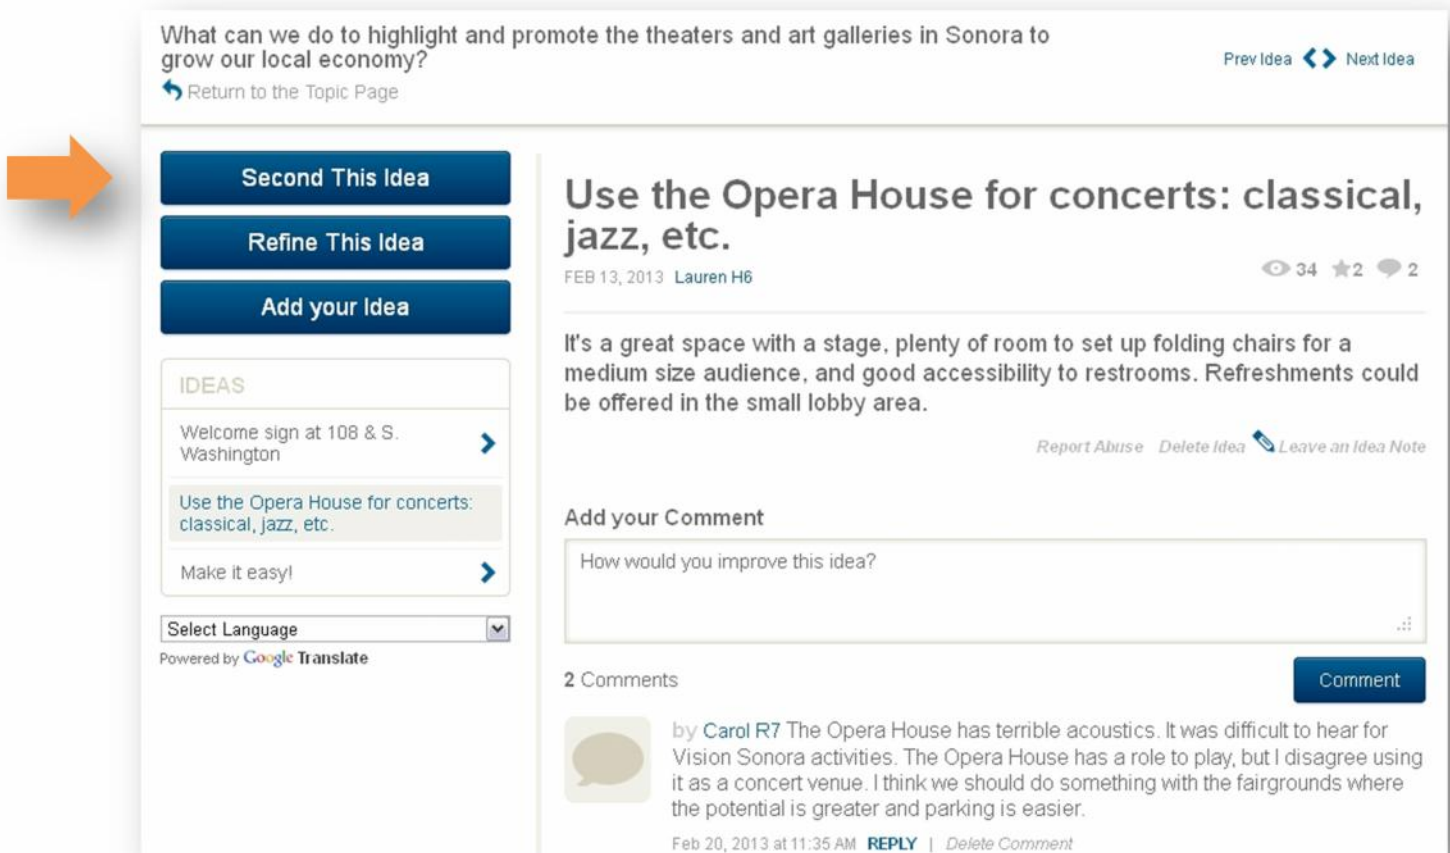 What can we do to highlight and promote the theaters and art galleries in Sonora to
grow our local economy?
Return to the Topic Page
Prev Idea
Next Idea
Second This Idea
Refine This Idea
Add your Idea
IDEAS
Welcome sign at 108 & S.
Washington
Use the Opera House for concerts:
classical, jazz, etc.
Make it easy!
Select Language
Powered by Google Translate
Use the Opera House for concerts: classical,
jazz, etc.
FEB 13, 2013 Lauren H6
34 2 2
It's a great space with a stage, plenty of room to set up folding chairs for a
medium size audience, and good accessibility to restrooms. Refreshments could
be offered in the small lobby area.
Report Abuse Delete Idea Leave an Idea Note
Add your Comment
How would you improve this idea?
2 Comments
Comment
by Carol R7 The Opera House has terrible acoustics. It was difficult to hear for
Vision Sonora activities. The Opera House has a role to play, but I disagree using
it as a concert venue. I think we should do something with the fairgrounds where
the potential is greater and parking is easier.
Feb 20, 2013 at 11:35 AM REPLY | Delete Comment